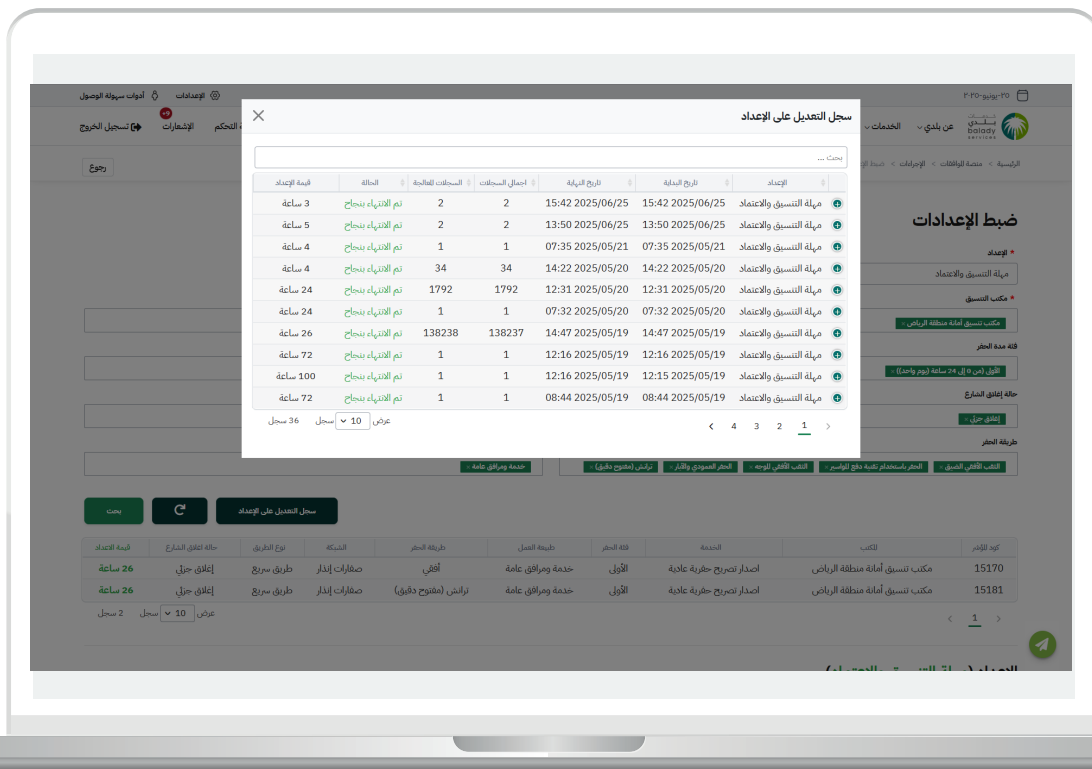 ٢٥-يونيو-٢٠٢٥
الإعدادات
أدوات سهولة الوصول
بلدي
balady
services
عن بلدي
الخدمات
التحكم
الإشعارات
+9
تسجيل الخروج
الرئيسية > منصة الموافقات > الإجراءات > ضبط
رجوع
سجل التعديل على الإعداد
بحث ...
الإعداد تاريخ البداية تاريخ النهاية اجمالي السجلات السجلات المعالجة الحالة قيمة الإعداد
مهلة التنسيق والاعتماد 2025/06/25 15:42 2025/06/25 15:42 2 2 تم الانتهاء بنجاح 3 ساعة
مهلة التنسيق والاعتماد 2025/06/25 13:50 2025/06/25 13:50 2 2 تم الانتهاء بنجاح 5 ساعة
مهلة التنسيق والاعتماد 2025/05/21 07:35 2025/05/21 07:35 1 1 تم الانتهاء بنجاح 4 ساعة
مهلة التنسيق والاعتماد 2025/05/20 14:22 2025/05/20 14:22 34 34 تم الانتهاء بنجاح 4 ساعة
مهلة التنسيق والاعتماد 2025/05/20 12:31 2025/05/20 12:31 1792 1792 تم الانتهاء بنجاح 24 ساعة
مهلة التنسيق والاعتماد 2025/05/20 07:32 2025/05/20 07:32 1 1 تم الانتهاء بنجاح 24 ساعة
مهلة التنسيق والاعتماد 2025/05/19 14:47 2025/05/19 14:47 138237 138238 تم الانتهاء بنجاح 26 ساعة
مهلة التنسيق والاعتماد 2025/05/19 12:16 2025/05/19 12:16 1 1 تم الانتهاء بنجاح 72 ساعة
مهلة التنسيق والاعتماد 2025/05/19 12:15 2025/05/19 12:16 1 1 تم الانتهاء بنجاح 100 ساعة
مهلة التنسيق والاعتماد 2025/05/19 08:44 2025/05/19 08:44 1 1 تم الانتهاء بنجاح 72 ساعة
1 2 3 4
عرض 10 سجل 36 سجل
ضبط الإعدادات
* الإعداد
مهلة التنسيق والاعتماد
* مكتب التنسيق
مكتب تنسيق أمانة منطقة الرياض ×
فئة مدة الحفر
الأولى (من 0 إلى 24 ساعة (يوم واحد)) ×
حالة إغلاق الشارع
إغلاق جزئي ×
طريقة الحفر
الثقب الأفقي الضيق × الحفر باستخدام تقنية دفع المواسير × الثقب الأفقي الموجه × الحفر العمودي والآبار × ترانش (مفتوح دقيق) ×
خدمة ومرافق عامة ×
سجل التعديل على الإعداد
بحث
كود المؤشر المكتب الخدمة فئة الحفر طبيعة العمل طريقة الحفر الشبكة نوع الطريق حالة اغلاق الشارع قيمة الاعداد
15170 مكتب تنسيق أمانة منطقة الرياض اصدار تصريح حفرية عادية الأولى خدمة ومرافق عامة أفقي صفارات إنذار طريق سريع إغلاق جزئي 26 ساعة
15181 مكتب تنسيق أمانة منطقة الرياض اصدار تصريح حفرية عادية الأولى خدمة ومرافق عامة ترانش (مفتوح دقيق) صفارات إنذار طريق سريع إغلاق جزئي 26 ساعة
1
عرض 10 سجل 2 سجل